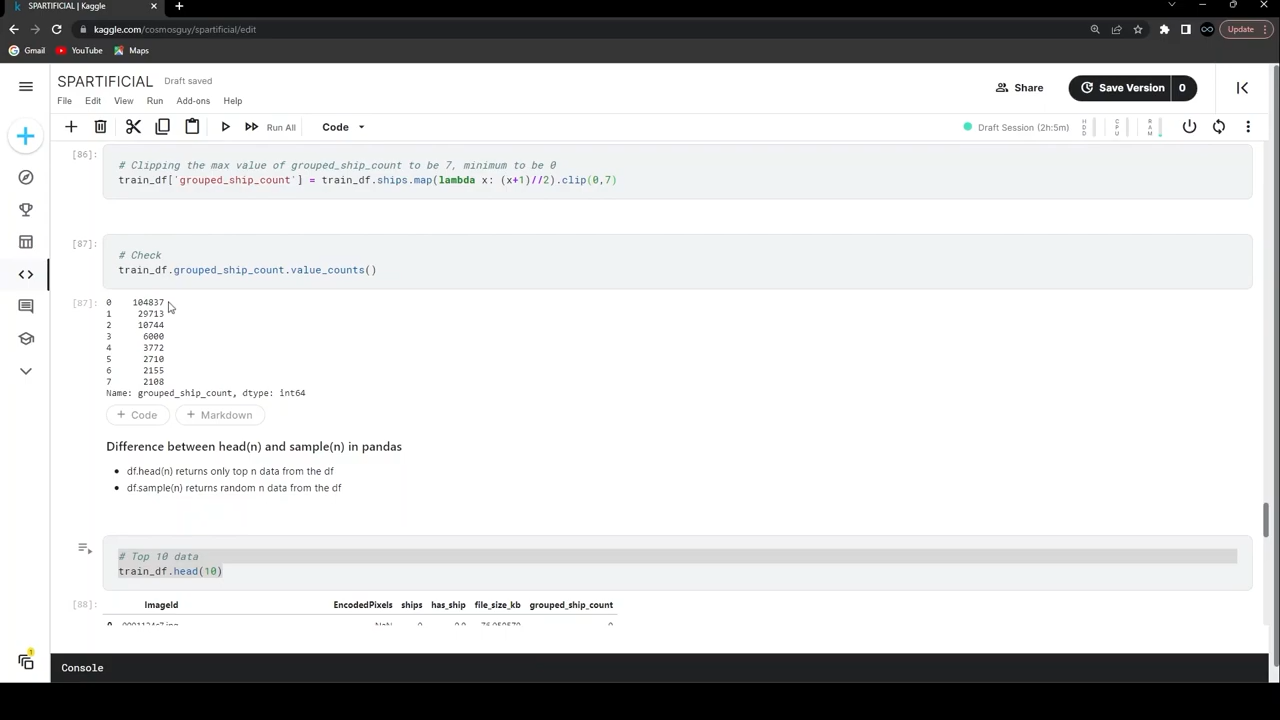 SPARTIFICIAL | Kaggle
kaggle.com/cosmosguy/spartificial/edit
Update
Gmail YouTube Maps
SPARTIFICIAL Draft saved
File Edit View Run Add-ons Help
Share
Save Version 0
Run All Code
Draft Session (2h:5m)
HDD CPU RAM
[86]:
# Clipping the max value of grouped_ship_count to be 7, minimum to be 0
train_df['grouped_ship_count'] = train_df.ships.map(lambda x: (x+1)//2).clip(0,7)
[87]:
# Check
train_df.grouped_ship_count.value_counts()
[87]:
0 104837
1 29713
2 10744
3 6000
4 3772
5 2710
6 2155
7 2108
Name: grouped_ship_count, dtype: int64
+ Code + Markdown
Difference between head(n) and sample(n) in pandas
• df.head(n) returns only top n data from the df
• df.sample(n) returns random n data from the df
# Top 10 data
train_df.head(10)
[88]:
ImageId EncodedPixels ships has_ship file_size_kb grouped_ship_count
1
Console